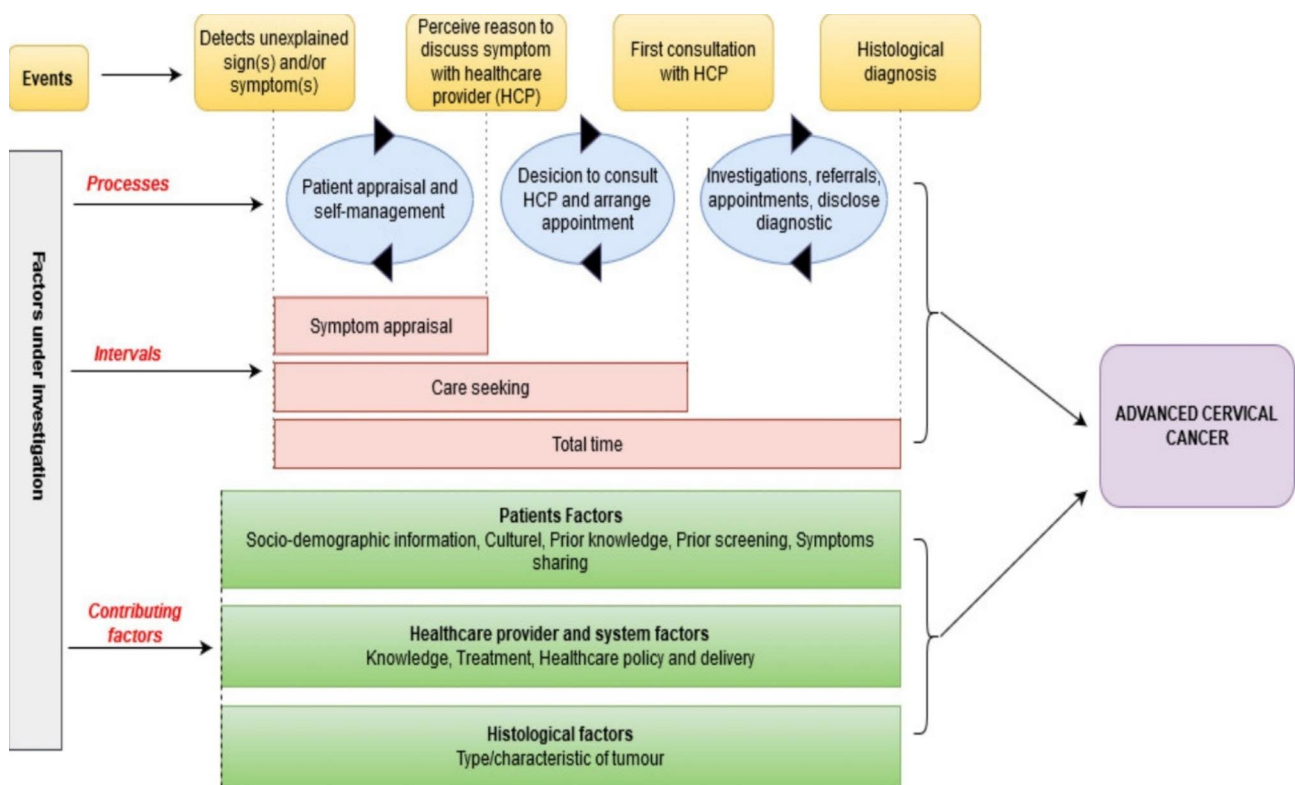 Events
Detects unexplained
sign(s) and/or
symptom(s)
Perceive reason to
discuss symptom
with healthcare
provider (HCP)
First consultation
with HCP
Histological
diagnosis
Factors under Investigation
Processes
Patient appraisal and
self-management
Desicion to consult
HCP and arrange
appointment
Investigations, referrals,
appointments, disclose
diagnostic
Intervals
Symptom appraisal
Care seeking
Total time
Contributing
factors
Patients Factors
Socio-demographic information, Culturel, Prior knowledge, Prior screening, Symptoms
sharing
Healthcare provider and system factors
Knowledge, Treatment, Healthcare policy and delivery
Histological factors
Type/characteristic of tumour
ADVANCED CERVICAL
CANCER